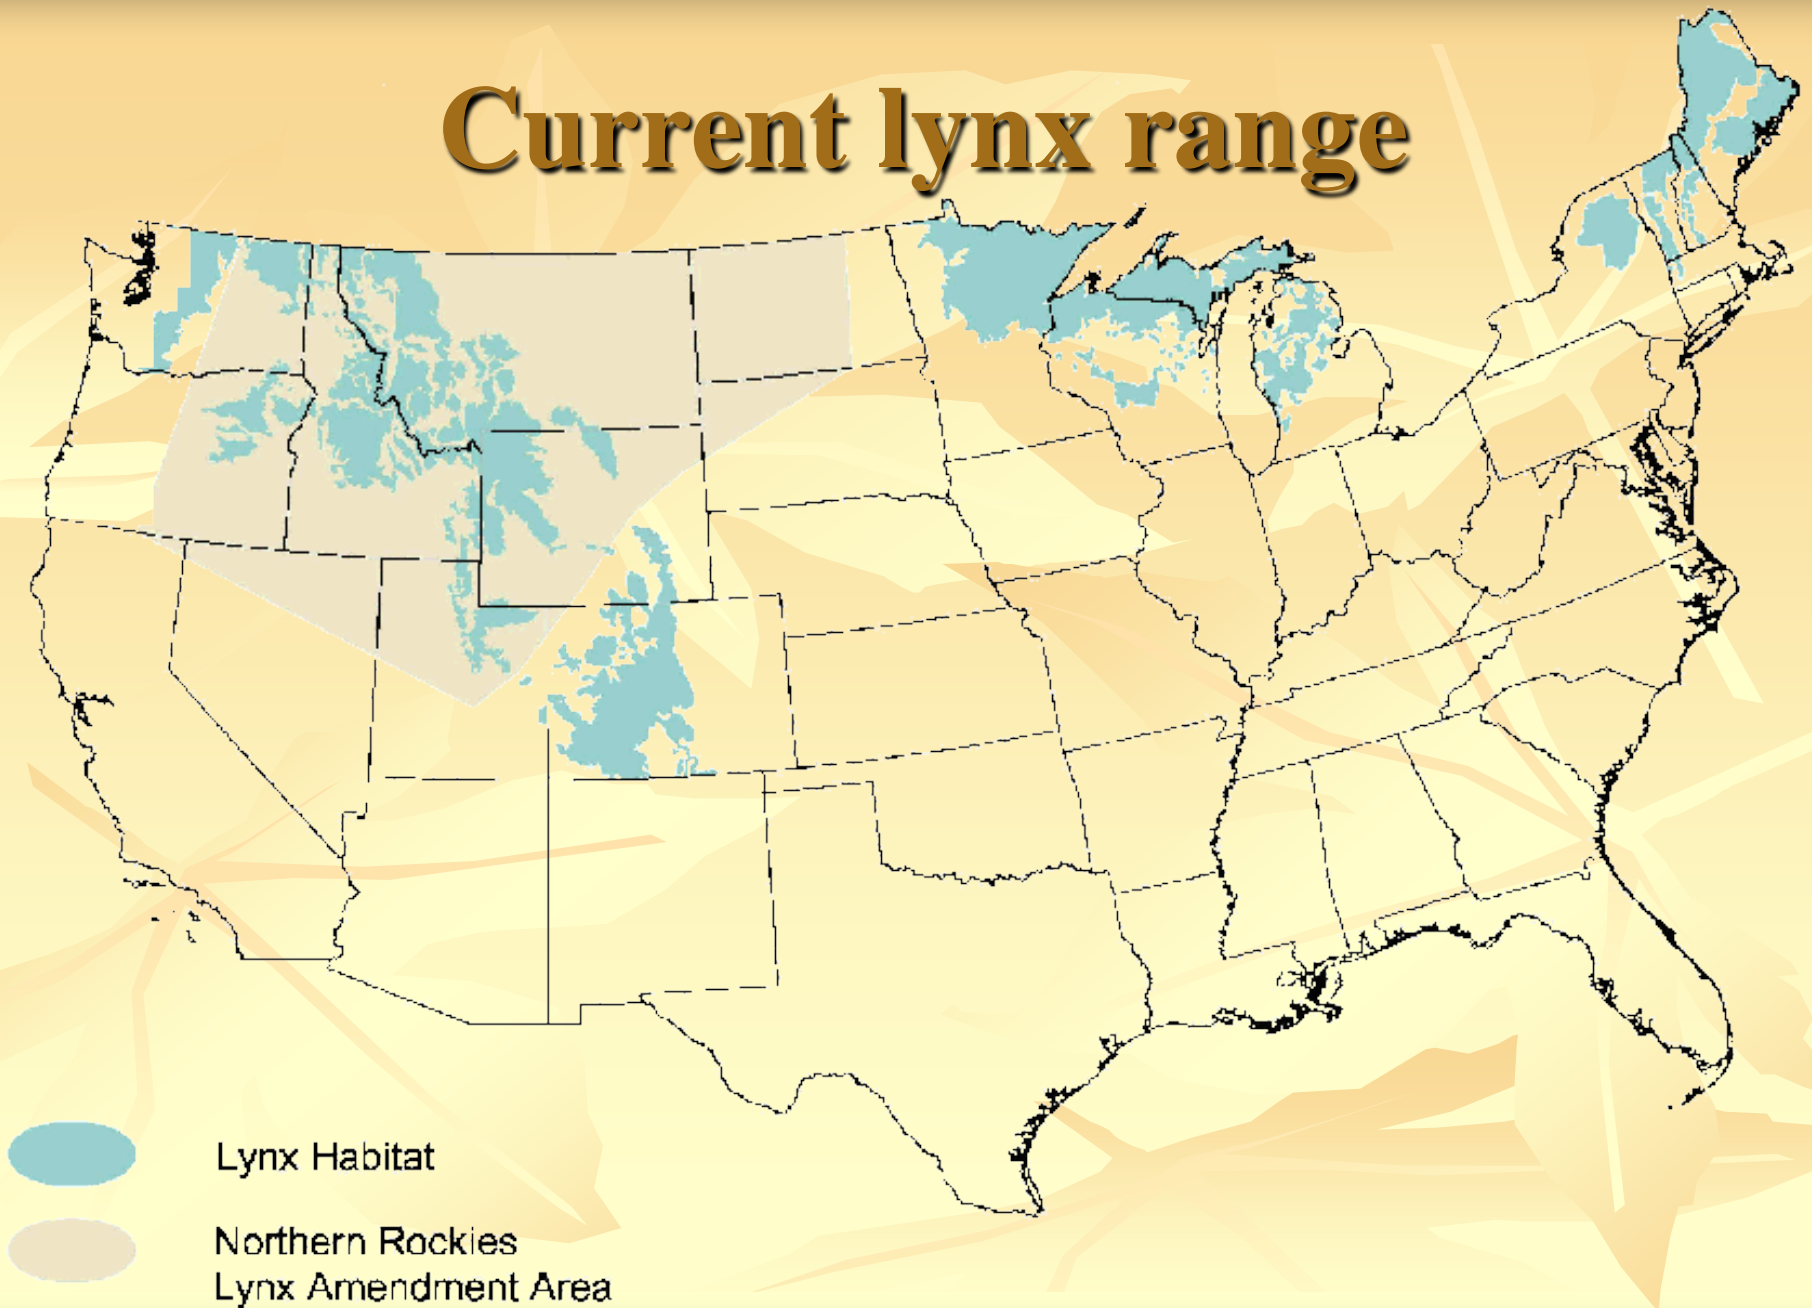 Current lynx range
Lynx Habitat
Northern Rockies
Lynx Amendment Area